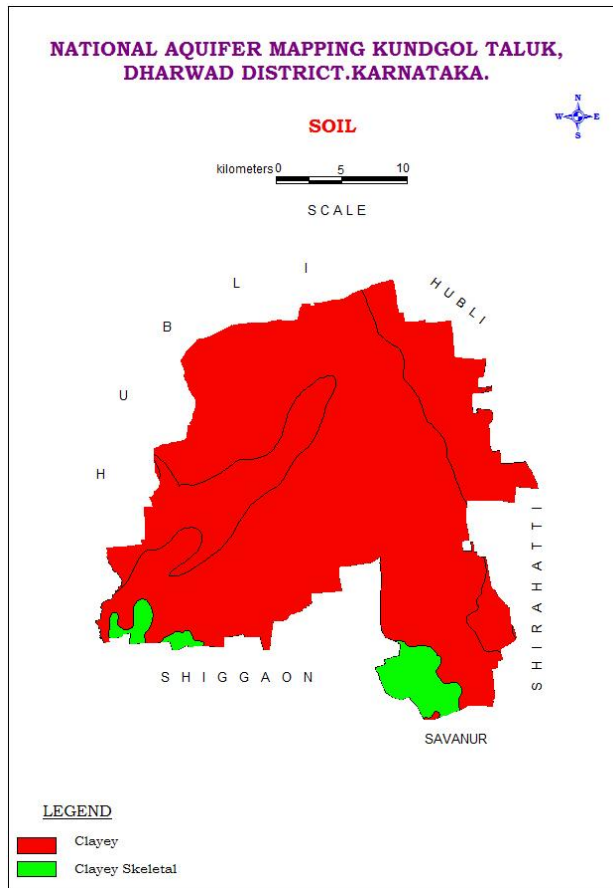 NATIONAL AQUIFER MAPPING KUNDGOL TALUK,
DHARWAD DISTRICT.KARNATAKA.
N
W E
S
SOIL
kilometers 0 5 10
SCALE
HUBLI
HUBLI
SHIRAHATTI
SHIGGAON
SAVANUR
LEGEND
Clayey
Clayey Skeletal